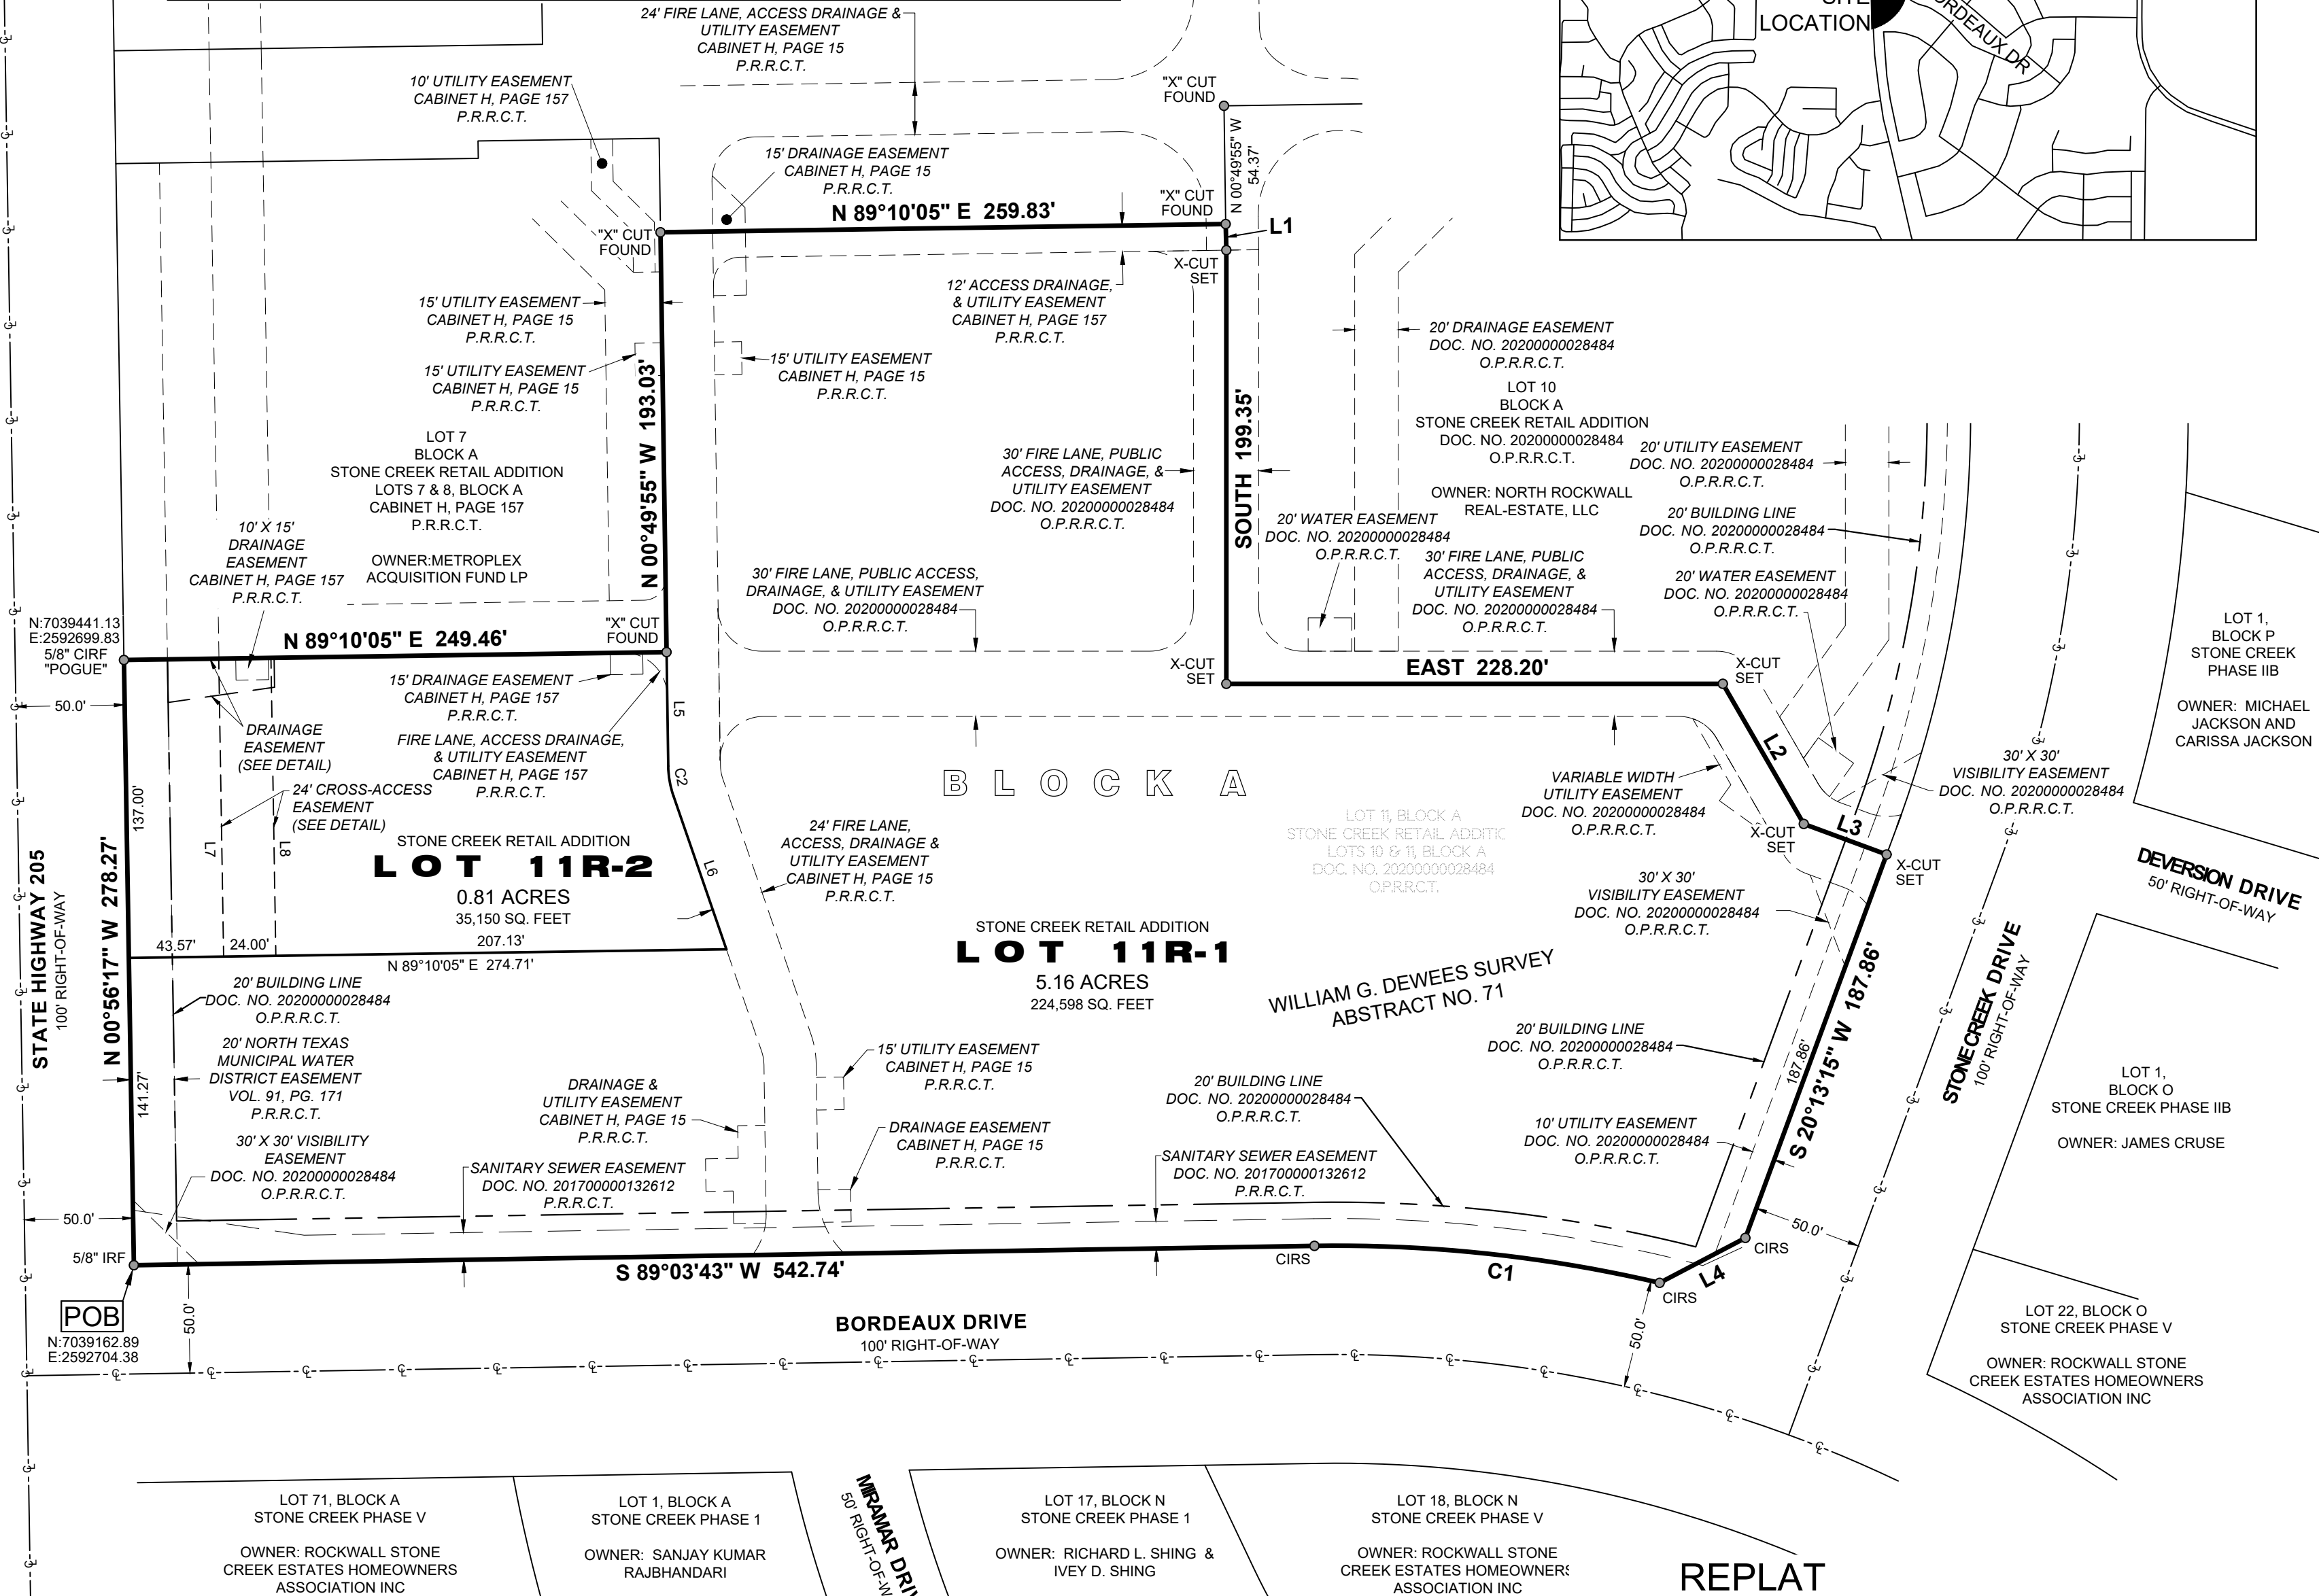 24' FIRE LANE, ACCESS DRAINAGE &
UTILITY EASEMENT
CABINET H, PAGE 15
P.R.R.C.T.
SITE
LOCATION
BORDEAUX DR
10' UTILITY EASEMENT
CABINET H, PAGE 157
P.R.R.C.T.
"X" CUT
FOUND
N 00°49'55" W
54.37'
15' DRAINAGE EASEMENT
CABINET H, PAGE 15
P.R.R.C.T.
"X" CUT
FOUND
N 89°10'05" E 259.83'
L1
"X" CUT
FOUND
X-CUT
SET
15' UTILITY EASEMENT
CABINET H, PAGE 15
P.R.R.C.T.
12' ACCESS DRAINAGE,
& UTILITY EASEMENT
CABINET H, PAGE 157
P.R.R.C.T.
20' DRAINAGE EASEMENT
DOC. NO. 20200000028484
O.P.R.R.C.T.
15' UTILITY EASEMENT
CABINET H, PAGE 15
P.R.R.C.T.
15' UTILITY EASEMENT
CABINET H, PAGE 15
P.R.R.C.T.
N 00°49'55" W 193.03'
SOUTH 199.35'
LOT 10
BLOCK A
STONE CREEK RETAIL ADDITION
DOC. NO. 20200000028484
O.P.R.R.C.T.
OWNER: NORTH ROCKWALL
REAL-ESTATE, LLC
LOT 7
BLOCK A
STONE CREEK RETAIL ADDITION
LOTS 7 & 8, BLOCK A
CABINET H, PAGE 157
P.R.R.C.T.
OWNER:METROPLEX
ACQUISITION FUND LP
30' FIRE LANE, PUBLIC
ACCESS, DRAINAGE, &
UTILITY EASEMENT
DOC. NO. 20200000028484
O.P.R.R.C.T.
20' UTILITY EASEMENT
DOC. NO. 20200000028484
O.P.R.R.C.T.
20' BUILDING LINE
DOC. NO. 20200000028484
O.P.R.R.C.T.
20' WATER EASEMENT
DOC. NO. 20200000028484
O.P.R.R.C.T.
10' X 15'
DRAINAGE
EASEMENT
CABINET H, PAGE 157
P.R.R.C.T.
30' FIRE LANE, PUBLIC ACCESS,
DRAINAGE, & UTILITY EASEMENT
DOC. NO. 20200000028484
O.P.R.R.C.T.
30' FIRE LANE, PUBLIC
ACCESS, DRAINAGE, &
UTILITY EASEMENT
DOC. NO. 20200000028484
O.P.R.R.C.T.
20' WATER EASEMENT
DOC. NO. 20200000028484
O.P.R.R.C.T.
LOT 1,
BLOCK P
STONE CREEK
PHASE IIB
OWNER: MICHAEL
JACKSON AND
CARISSA JACKSON
N:7039441.13
E:2592699.83
5/8" CIRF
"POGUE"
N 89°10'05" E 249.46'
"X" CUT
FOUND
X-CUT
SET
EAST 228.20'
X-CUT
SET
50.0'
15' DRAINAGE EASEMENT
CABINET H, PAGE 157
P.R.R.C.T.
L5
DRAINAGE
EASEMENT
(SEE DETAIL)
FIRE LANE, ACCESS DRAINAGE,
& UTILITY EASEMENT
CABINET H, PAGE 157
P.R.R.C.T.
C2
BLOCK A
L2
VARIABLE WIDTH
UTILITY EASEMENT
DOC. NO. 20200000028484
O.P.R.R.C.T.
30' X 30'
VISIBILITY EASEMENT
DOC. NO. 20200000028484
O.P.R.R.C.T.
24' CROSS-ACCESS
EASEMENT
(SEE DETAIL)
137.00'
L7
L8
L6
STONE CREEK RETAIL ADDITION
LOT 11R-2
0.81 ACRES
35,150 SQ. FEET
24' FIRE LANE,
ACCESS, DRAINAGE &
UTILITY EASEMENT
CABINET H, PAGE 15
P.R.R.C.T.
LOT 11, BLOCK A
STONE CREEK RETAIL ADDITIC
LOTS 10 & 11, BLOCK A
DOC. NO. 20200000028484
O.P.R.R.C.T.
X-CUT
SET
L3
X-CUT
SET
DEVERSION DRIVE
50' RIGHT-OF-WAY
30' X 30'
VISIBILITY EASEMENT
DOC. NO. 20200000028484
O.P.R.R.C.T.
STATE HIGHWAY 205
100' RIGHT-OF-WAY
N 00°56'17" W 278.27'
43.57'
24.00'
207.13'
N 89°10'05" E 274.71'
STONE CREEK RETAIL ADDITION
LOT 11R-1
5.16 ACRES
224,598 SQ. FEET
WILLIAM G. DEWEES SURVEY
ABSTRACT NO. 71
STONECREEK DRIVE
100' RIGHT-OF-WAY
20' BUILDING LINE
DOC. NO. 20200000028484
O.P.R.R.C.T.
20' NORTH TEXAS
MUNICIPAL WATER
DISTRICT EASEMENT
VOL. 91, PG. 171
P.R.R.C.T.
141.27'
30' X 30' VISIBILITY
EASEMENT
DOC. NO. 20200000028484
O.P.R.R.C.T.
DRAINAGE &
UTILITY EASEMENT
CABINET H, PAGE 15
P.R.R.C.T.
15' UTILITY EASEMENT
CABINET H, PAGE 15
P.R.R.C.T.
DRAINAGE EASEMENT
CABINET H, PAGE 15
P.R.R.C.T.
20' BUILDING LINE
DOC. NO. 20200000028484
O.P.R.R.C.T.
20' BUILDING LINE
DOC. NO. 20200000028484
O.P.R.R.C.T.
187.86'
S 20°13'15" W 187.86'
10' UTILITY EASEMENT
DOC. NO. 20200000028484
O.P.R.R.C.T.
LOT 1,
BLOCK O
STONE CREEK PHASE IIB
OWNER: JAMES CRUSE
SANITARY SEWER EASEMENT
DOC. NO. 201700000132612
P.R.R.C.T.
SANITARY SEWER EASEMENT
DOC. NO. 201700000132612
P.R.R.C.T.
50.0'
5/8" IRF
S 89°03'43" W 542.74'
CIRS
C1
CIRS
L4
CIRS
50.0'
POB
N:7039162.89
E:2592704.38
50.0'
BORDEAUX DRIVE
100' RIGHT-OF-WAY
50.0'
LOT 22, BLOCK O
STONE CREEK PHASE V
OWNER: ROCKWALL STONE
CREEK ESTATES HOMEOWNERS
ASSOCIATION INC
LOT 71, BLOCK A
STONE CREEK PHASE V
OWNER: ROCKWALL STONE
CREEK ESTATES HOMEOWNERS
ASSOCIATION INC
LOT 1, BLOCK A
STONE CREEK PHASE 1
OWNER: SANJAY KUMAR
RAJBHANDARI
MIRAMAR DRIV
50' RIGHT-OF-W
LOT 17, BLOCK N
STONE CREEK PHASE 1
OWNER: RICHARD L. SHING &
IVEY D. SHING
LOT 18, BLOCK N
STONE CREEK PHASE V
OWNER: ROCKWALL STONE
CREEK ESTATES HOMEOWNERS
ASSOCIATION INC
REPLAT